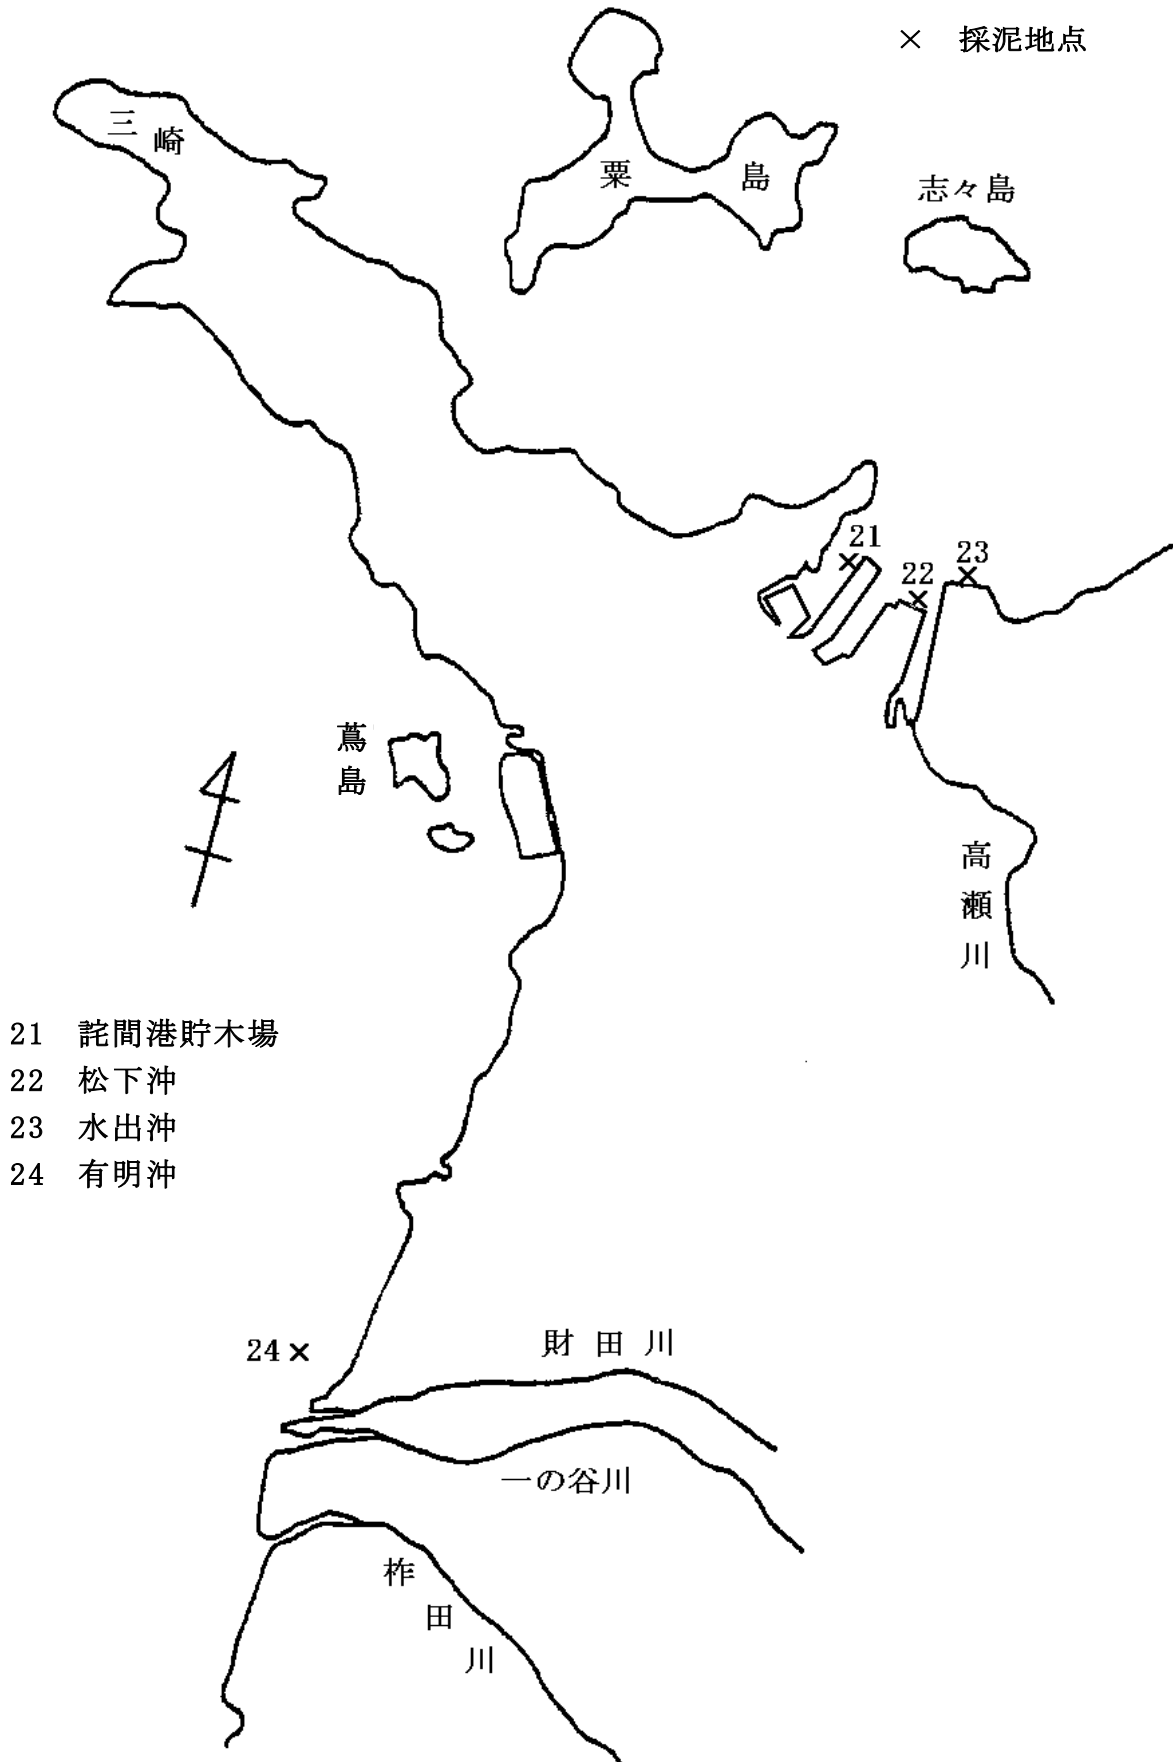 × 採泥地点
三崎
粟島
志々島
21
22
23
蔦島
高瀬川
21 詫間港貯木場
22 松下沖
23 水出沖
24 有明沖
24
財田川
一の谷川
柞田川